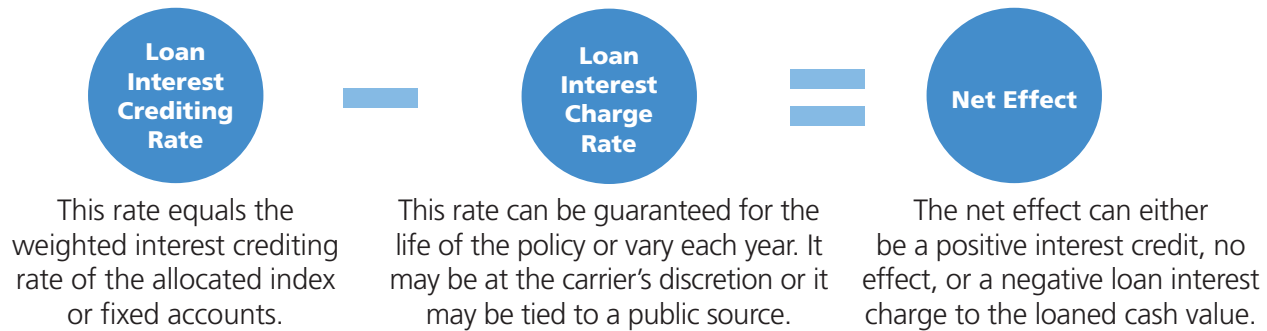 Loan
Interest
Crediting
Rate
This rate equals the
weighted interest crediting
rate of the allocated index
or fixed accounts.
Loan
Interest
Charge
Rate
This rate can be guaranteed for the
life of the policy or vary each year. It
may be at the carrier’s discretion or it
may be tied to a public source.
Net Effect
The net effect can either
be a positive interest credit, no
effect, or a negative loan interest
charge to the loaned cash value.